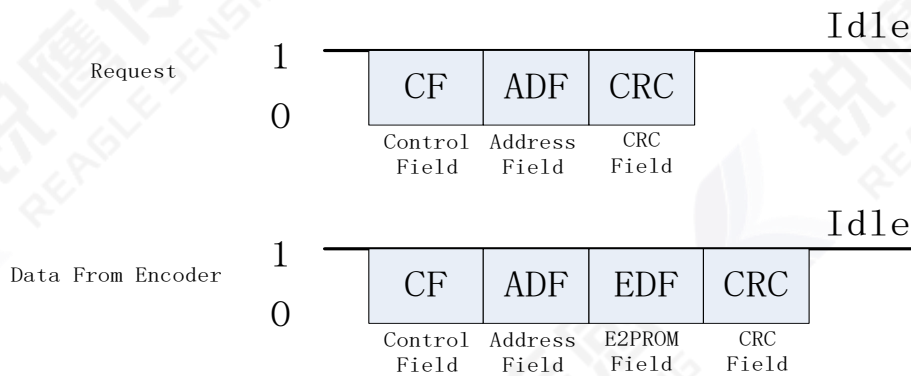 Idle
Request
1
0
CF ADF CRC
Control Address CRC
Field Field Field
Idle
Data From Encoder
1
0
CF ADF EDF CRC
Control Address E2PROM CRC
Field Field Field Field